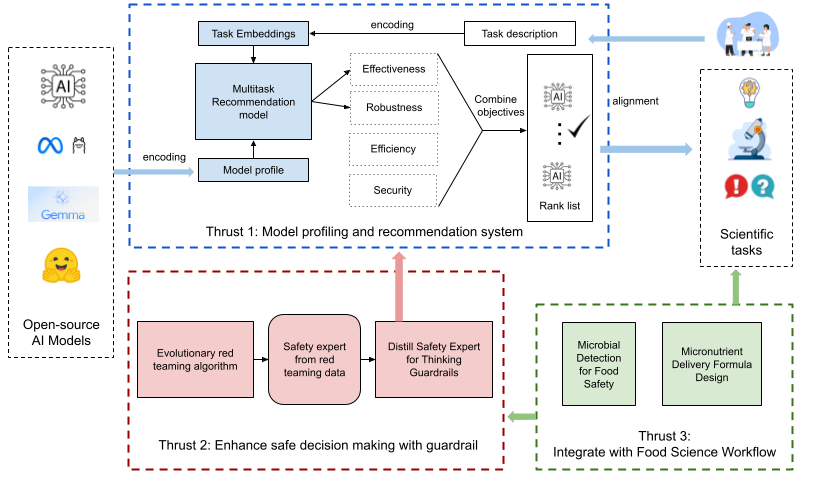 encoding
Task Embeddings
Task description
Multitask
Recommendation
model
Effectiveness
Robustness
Efficiency
Security
Combine
objectives
AI
AI
Rank list
Model profile
Thrust 1: Model profiling and recommendation system
AI
Gemma
Open-source
AI Models
encoding
alignment
! ?
Scientific
tasks
Evolutionary red
teaming algorithm
Safety expert
from red
teaming data
Distill Safety Expert
for Thinking
Guardrails
Thrust 2: Enhance safe decision making with guardrail
Microbial
Detection
for Food
Safety
Micronutrient
Delivery Formula
Design
Thrust 3:
Integrate with Food Science Workflow